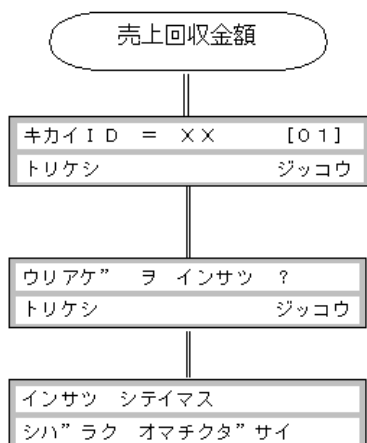 売上回収金額
キカイＩＤ　＝　××　　　［０１］
トリケシ　　　　　　　　　ジッコウ
ウリアケ”　ヲ　インサツ　？
トリケシ　　　　　　　　　ジッコウ
インサツ　シテイマス
シハ”ラク　オマチクタ”サイ